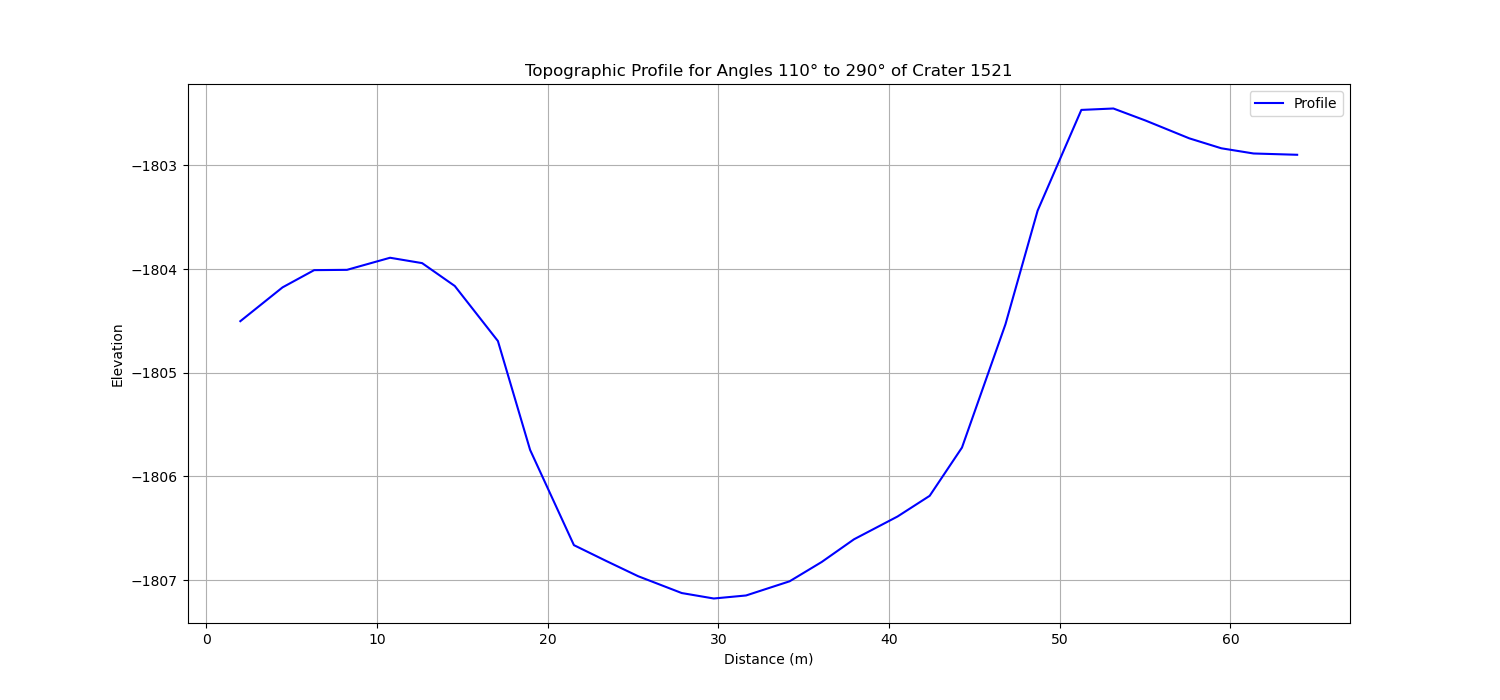 Topographic Profile for Angles 110° to 290° of Crater 1521
Profile
−1803
−1804
−1805
−1806
−1807
Elevation
0 10 20 30 40 50 60
Distance (m)